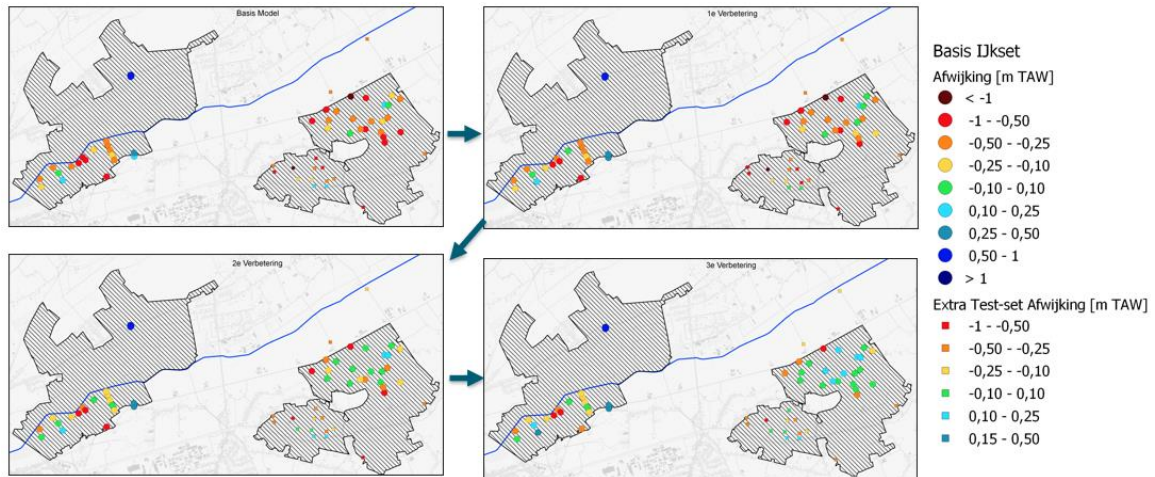 Basis Model
1e Verbetering
2e Verbetering
3e Verbetering
Basis IJkset
Afwijking [m TAW]
< -1
-1 - -0,50
-0,50 - -0,25
-0,25 - -0,10
-0,10 - 0,10
0,10 - 0,25
0,25 - 0,50
0,50 - 1
> 1
Extra Test-set Afwijking [m TAW]
-1 - -0,50
-0,50 - -0,25
-0,25 - -0,10
-0,10 - 0,10
0,10 - 0,25
0,15 - 0,50